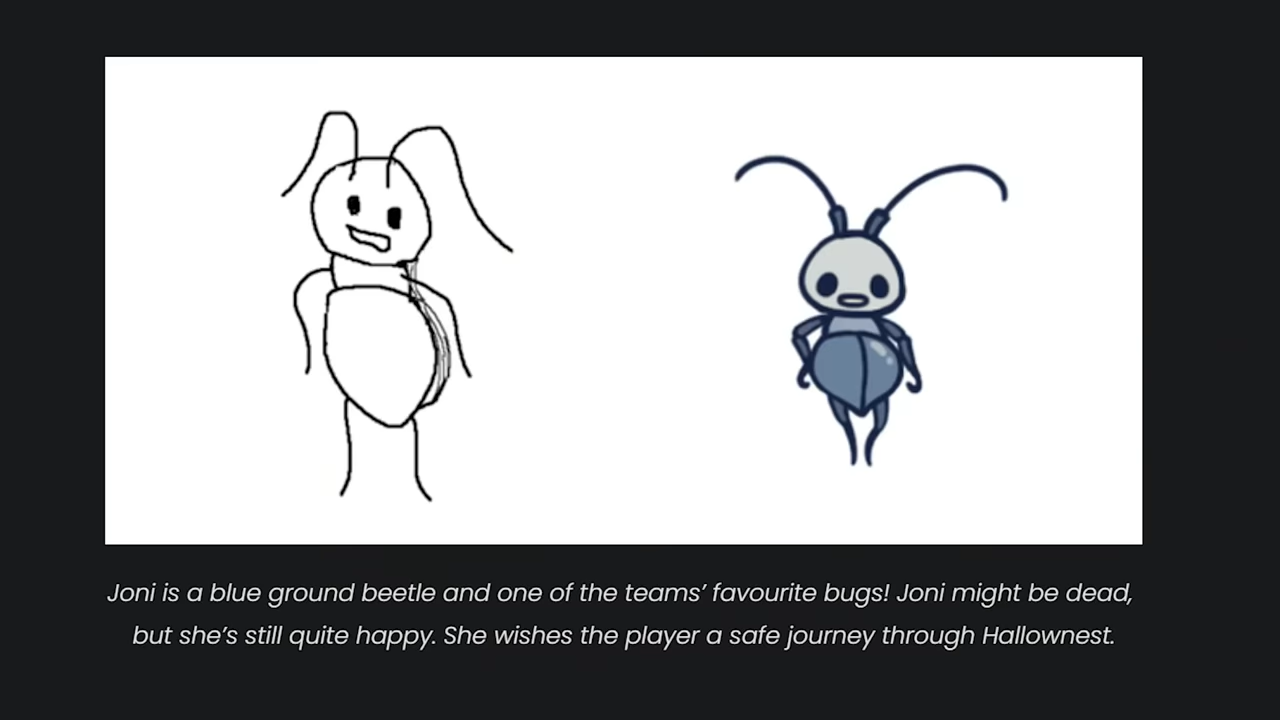 Joni is a blue ground beetle and one of the teams’ favourite bugs! Joni might be dead,
but she’s still quite happy. She wishes the player a safe journey through Hallownest.